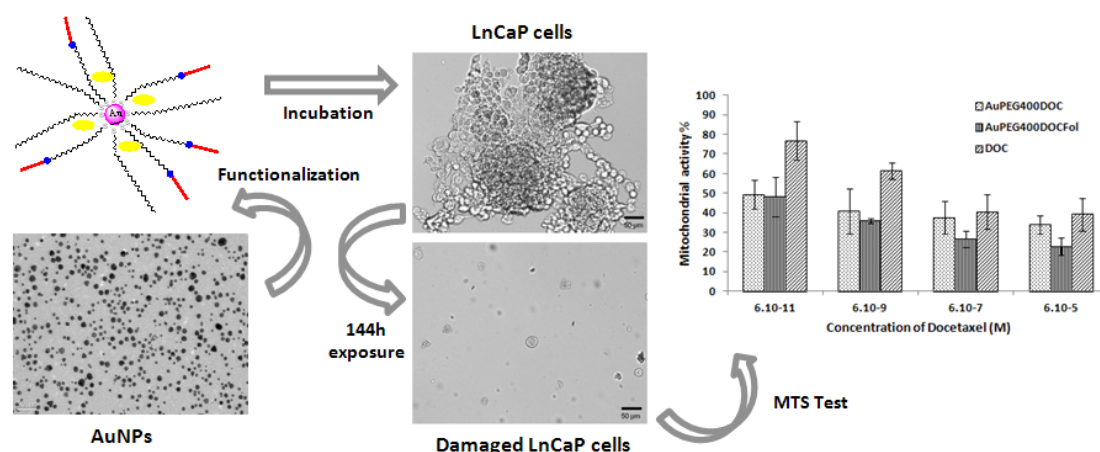 LnCaP cells
Au
Incubation
Functionalization
50 µm
144h
exposure
50 µm
AuNPs
Damaged LnCaP cells
MTS Test
Mitochondrial activity %
100
90
80
70
60
50
40
30
20
10
0
AuPEG400DOC
AuPEG400DOCFol
DOC
6.10-11
6.10-9
6.10-7
6.10-5
Concentration of Docetaxel (M)